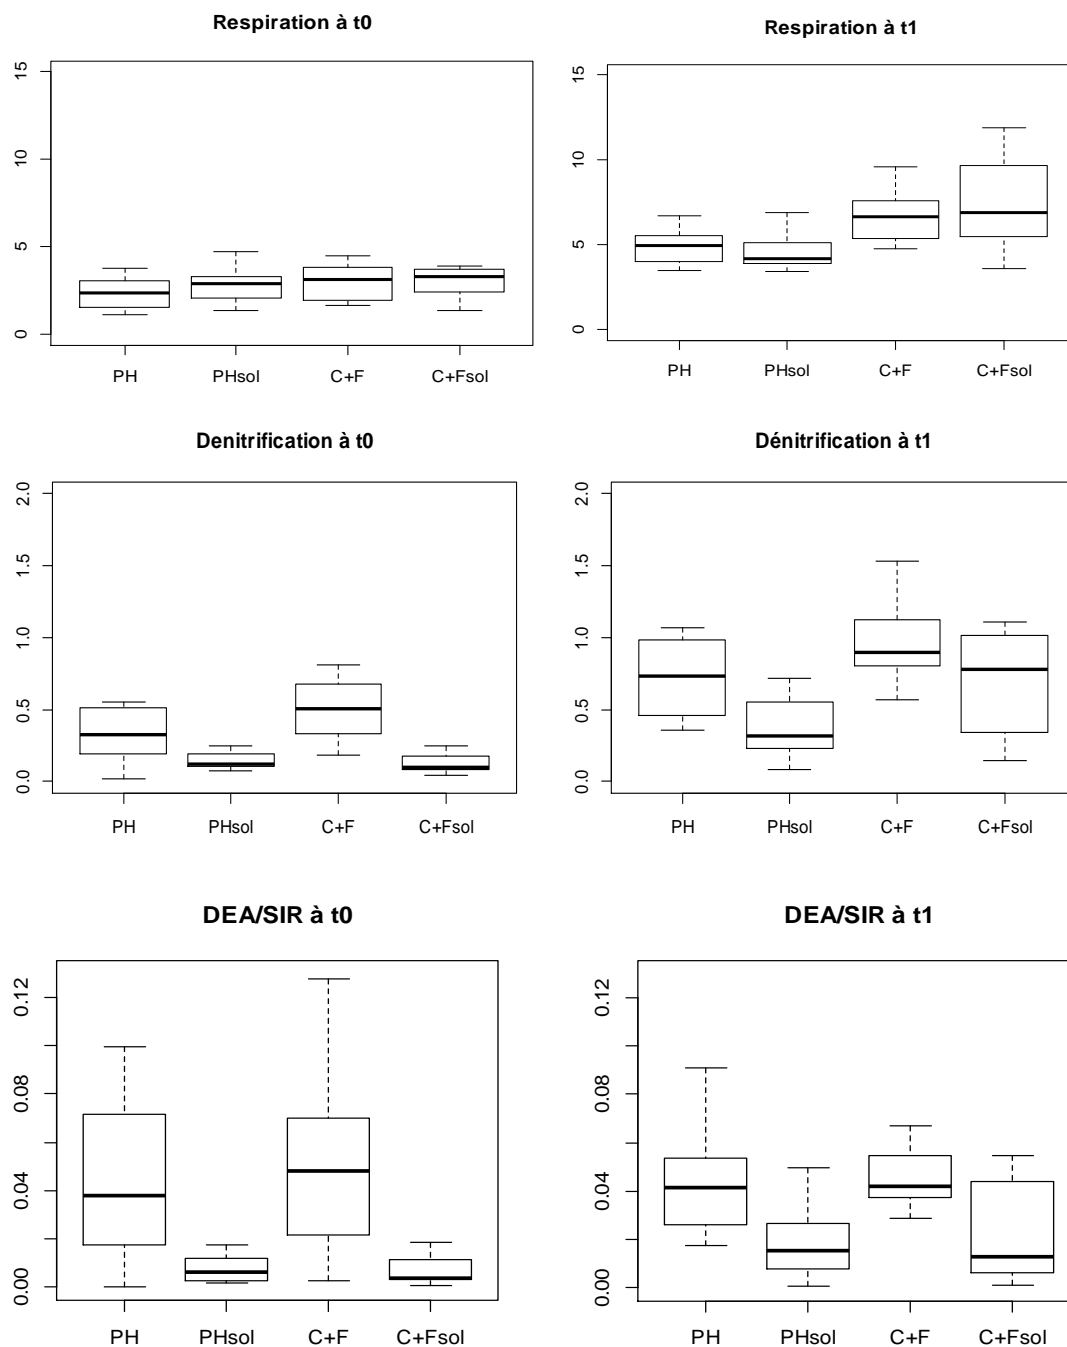 Respiration à t0
Respiration à t1
15
10
5
0
PH PHsol C+F C+Fsol
15
10
5
0
PH PHsol C+F C+Fsol
Denitrification à t0
Dénitrification à t1
2.0
1.5
1.0
0.5
0.0
PH PHsol C+F C+Fsol
2.0
1.5
1.0
0.5
0.0
PH PHsol C+F C+Fsol
DEA/SIR à t0
DEA/SIR à t1
0.12
0.08
0.04
0.00
PH PHsol C+F C+Fsol
0.12
0.08
0.04
0.00
PH PHsol C+F C+Fsol